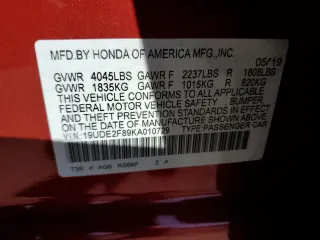 MFD.BY HONDA OF AMERICA MFG.,INC. 05/19
GVWR 4045LBS GAWR F 2237LBS R 1808LBS
GVWR 1835KG GAWR F 1015KG R 820KG
THIS VEHICLE CONFORMS TO ALL APPLICABLE
FEDERAL MOTOR VEHICLE SAFETY, BUMPER,
AND THEFT PREVENTION STANDARDS IN EFFECT
ON THE DATE OF MANUFACTURE SHOWN ABOVE.
V.I.N.:19UDE2F89KA010729 TYPE:PASSENGER CAR